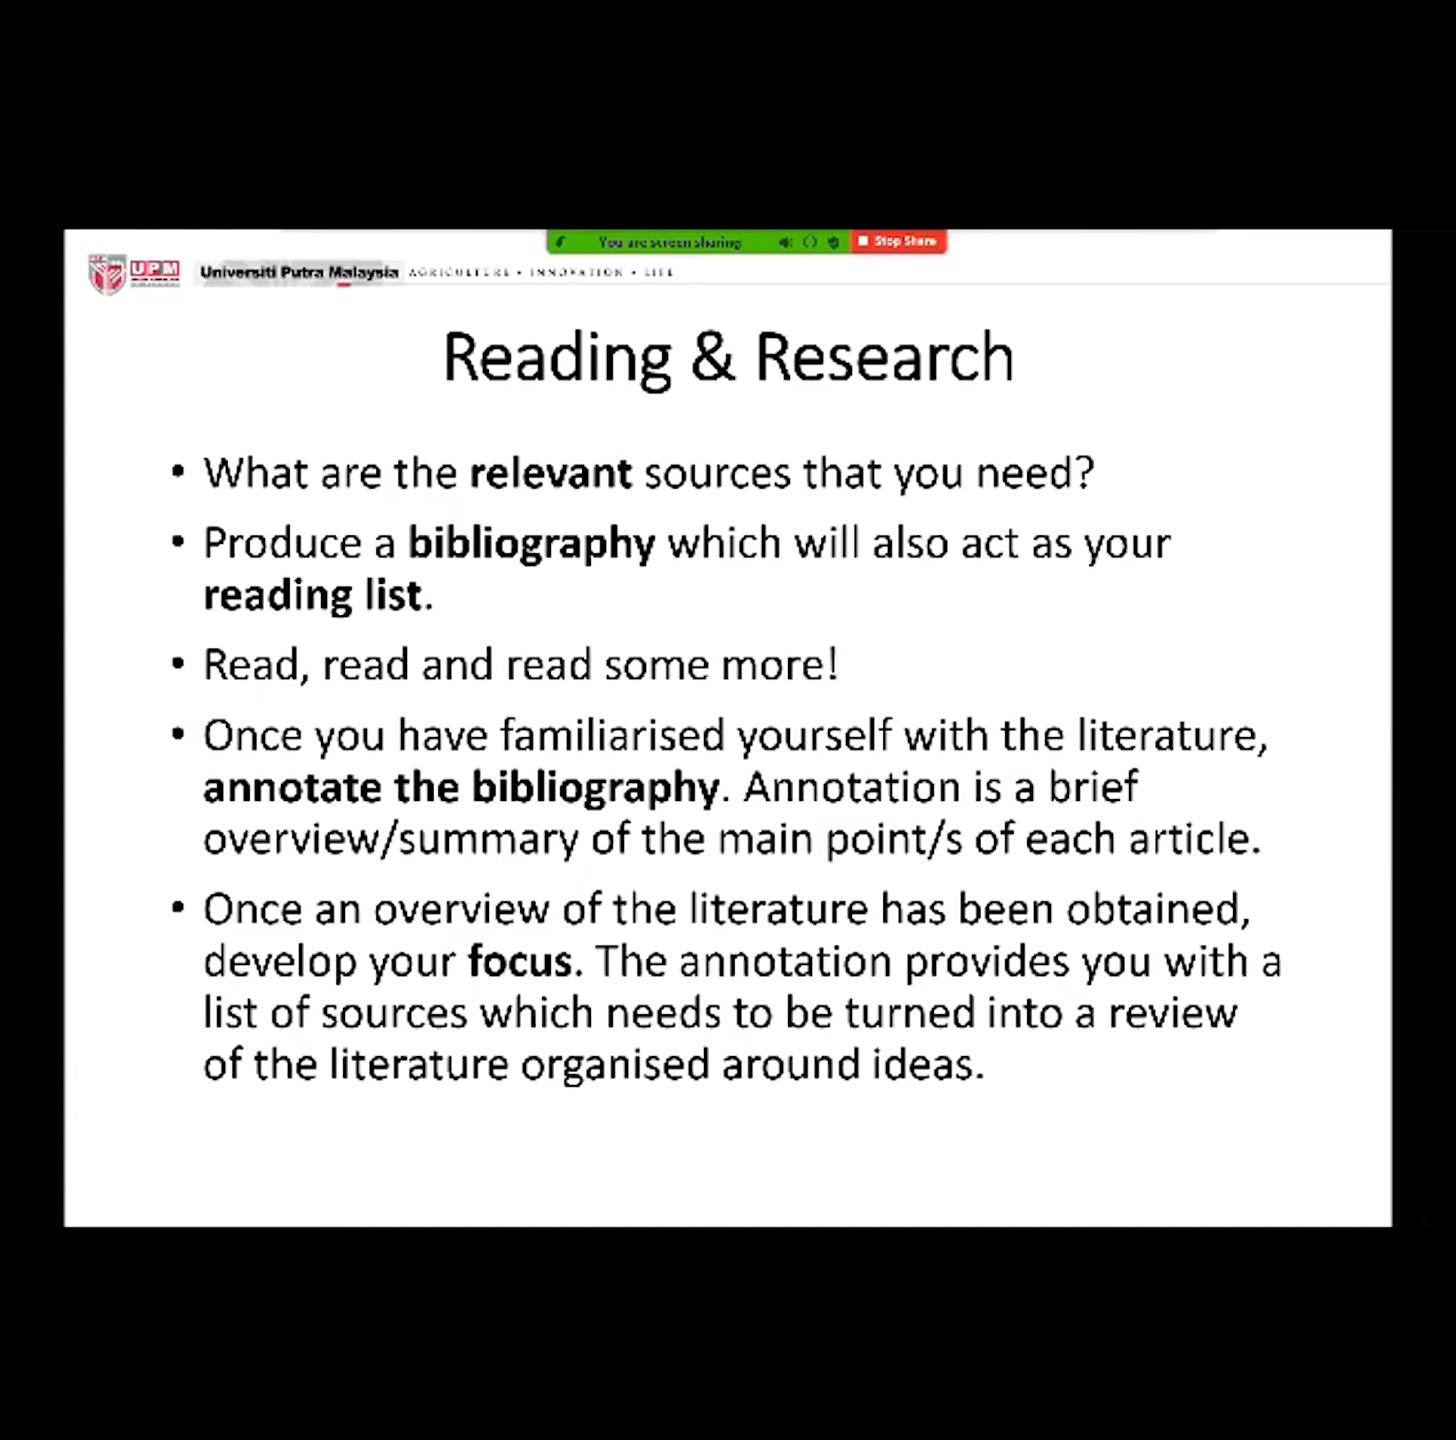 You are screen sharing Stop Share
UPM Universiti Putra Malaysia AGRICULTURE • INNOVATION • LIFE
Reading & Research
• What are the relevant sources that you need?
• Produce a bibliography which will also act as your
reading list.
• Read, read and read some more!
• Once you have familiarised yourself with the literature,
annotate the bibliography. Annotation is a brief
overview/summary of the main point/s of each article.
• Once an overview of the literature has been obtained,
develop your focus. The annotation provides you with a
list of sources which needs to be turned into a review
of the literature organised around ideas.